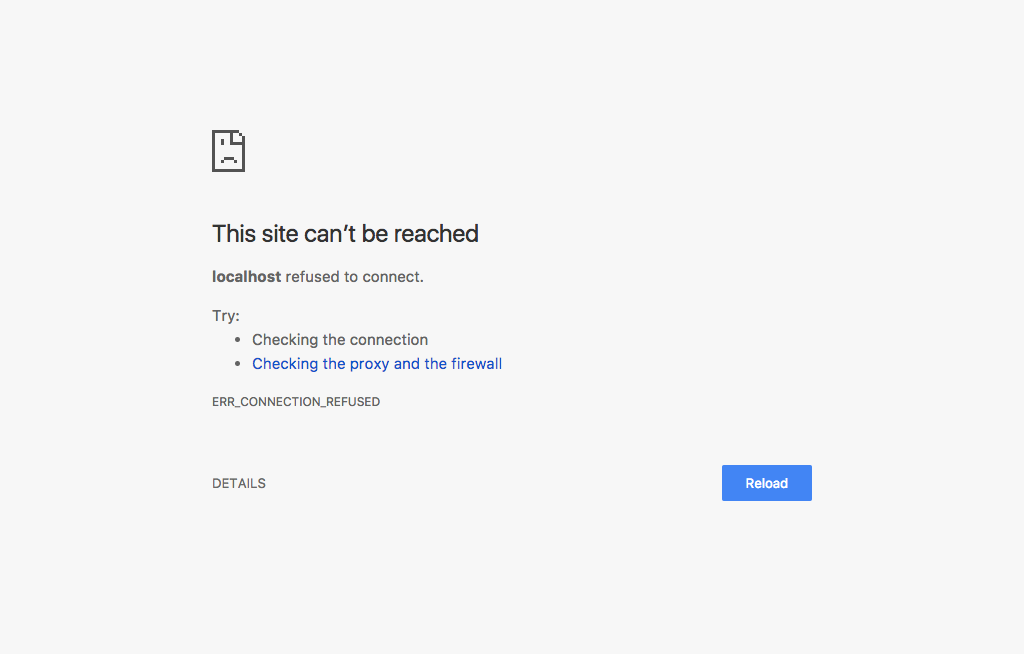 This site can’t be reached
localhost refused to connect.
Try:
• Checking the connection
• Checking the proxy and the firewall
ERR_CONNECTION_REFUSED
DETAILS
Reload